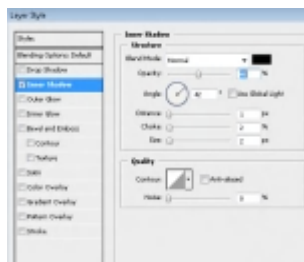 Layer Style
Styles
Blending Options: Default
Drop Shadow
Inner Shadow
Outer Glow
Inner Glow
Bevel and Emboss
Contour
Texture
Satin
Color Overlay
Gradient Overlay
Pattern Overlay
Stroke
Inner Shadow
Structure
Blend Mode: Normal
Opacity: %
Angle: ° Use Global Light
Distance: px
Choke: %
Size: px
Quality
Contour: Anti-aliased
Noise: 0 %